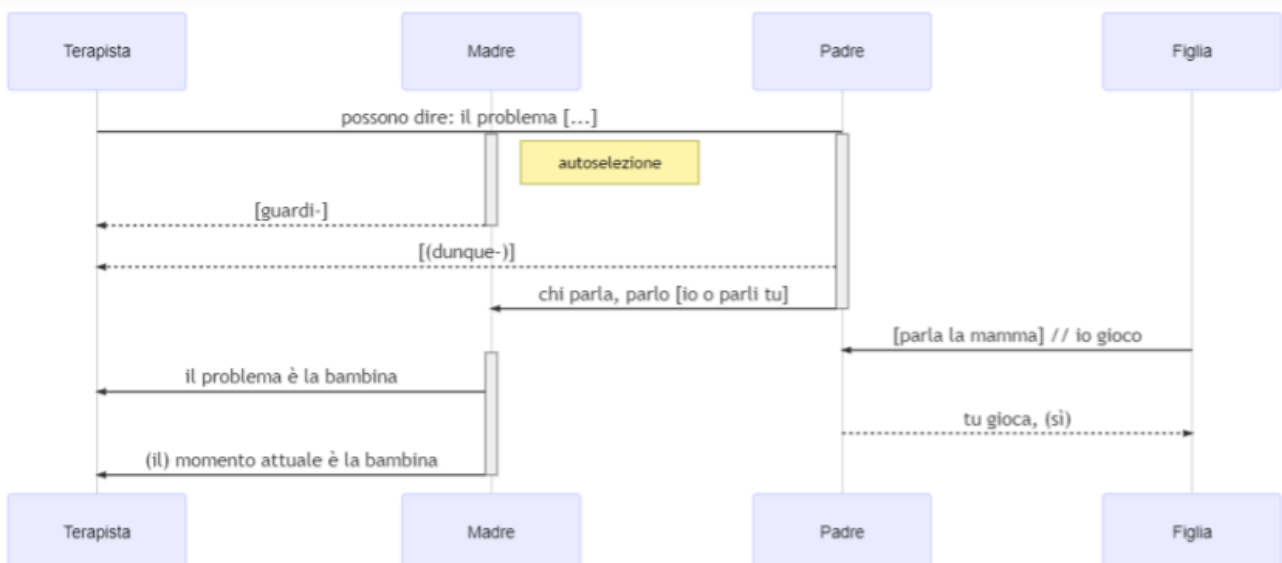 Terapista
Madre
Padre
Figlia
possono dire: il problema [...]
autoselezione
[guardi-]
[(dunque-)]
chi parla, parlo [io o parli tu]
[parla la mamma] // io gioco
il problema è la bambina
tu gioca, (sì)
(il) momento attuale è la bambina
Terapista
Madre
Padre
Figlia